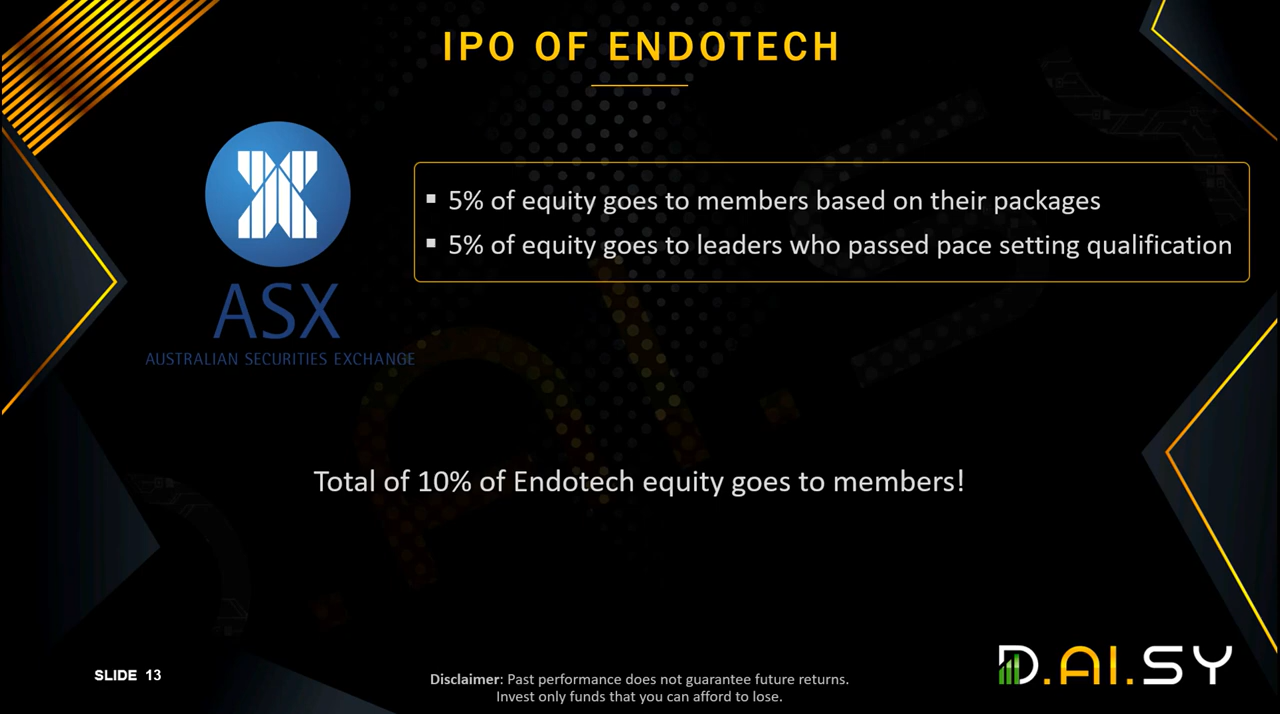 IPO OF ENDOTECH
ASX
AUSTRALIAN SECURITIES EXCHANGE
▪ 5% of equity goes to members based on their packages
▪ 5% of equity goes to leaders who passed pace setting qualification
Total of 10% of Endotech equity goes to members!
SLIDE 13
Disclaimer: Past performance does not guarantee future returns.
Invest only funds that you can afford to lose.
D.AI.SY